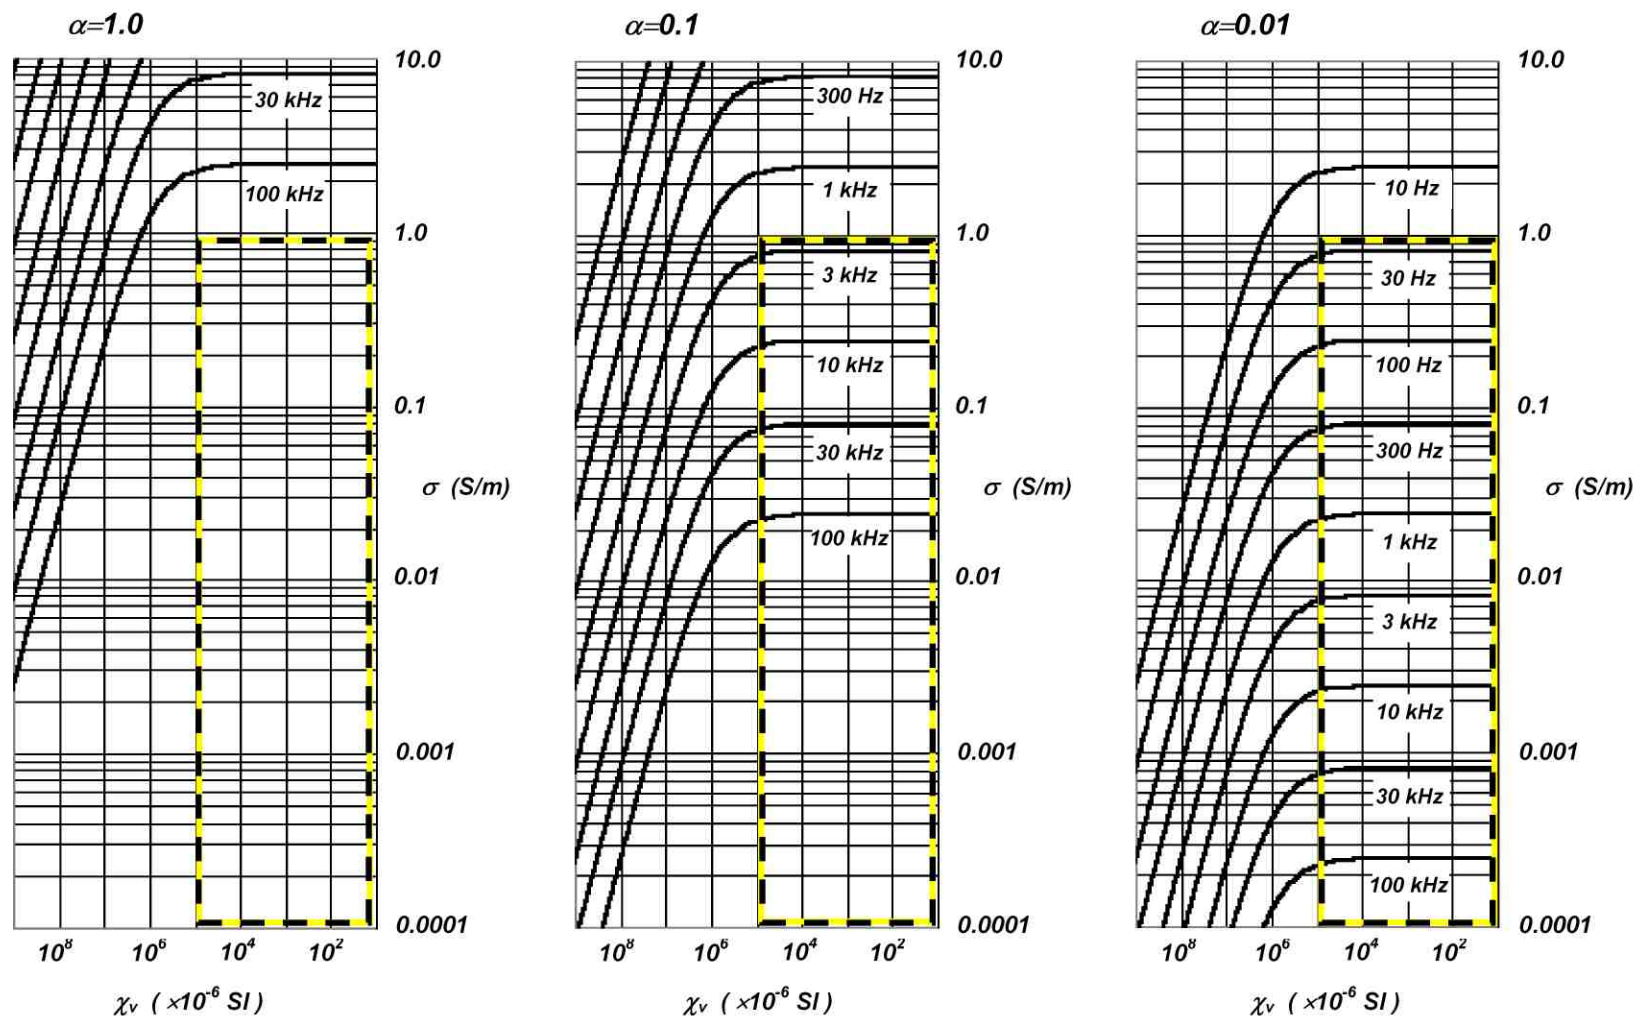 α=1.0
30 kHz
100 kHz
10.0
1.0
0.1
σ (S/m)
0.01
0.001
0.0001
10⁸ 10⁶ 10⁴ 10²
χᵥ ( ×10⁻⁶ SI )
α=0.1
300 Hz
1 kHz
3 kHz
10 kHz
30 kHz
100 kHz
10.0
1.0
0.1
σ (S/m)
0.01
0.001
0.0001
10⁸ 10⁶ 10⁴ 10²
χᵥ ( ×10⁻⁶ SI )
α=0.01
10 Hz
30 Hz
100 Hz
300 Hz
1 kHz
3 kHz
10 kHz
30 kHz
100 kHz
10.0
1.0
0.1
σ (S/m)
0.01
0.001
0.0001
10⁸ 10⁶ 10⁴ 10²
χᵥ ( ×10⁻⁶ SI )